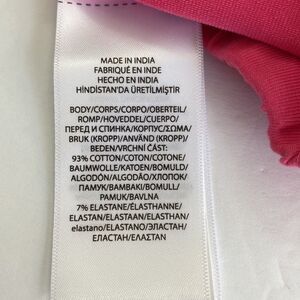 MADE IN INDIA
FABRIQUÉ EN INDE
HECHO EN INDIA
HİNDİSTAN'DA ÜRETİLMİŞTİR
BODY/CORPS/CORPO/OBERTEIL/
ROMP/HOVEDDEL/CUERPO/
ПЕРЕД И СПИНКА/КОРПУС/ΣΩΜΑ/
BRUK (KROPP)/ANVÄND (KROPP)/
BEDEN/VRCHNÍ ČÁST:
93% COTTON/COTON/COTONE/
BAUMWOLLE/KATOEN/BOMULD/
ALGODÓN/ALGODÃO/ХЛОПОК/
ПАМУК/ΒΑΜΒΑΚΙ/BOMULL/
PAMUK/BAVLNA
7% ELASTANE/ÉLASTHANNE/
ELASTAN/ELASTAAN/ELASTHAN/
elastano/ELASTANO/ЭЛАСТАН/
ЕЛАСТАН/ΕΛΑΣΤΑΝ